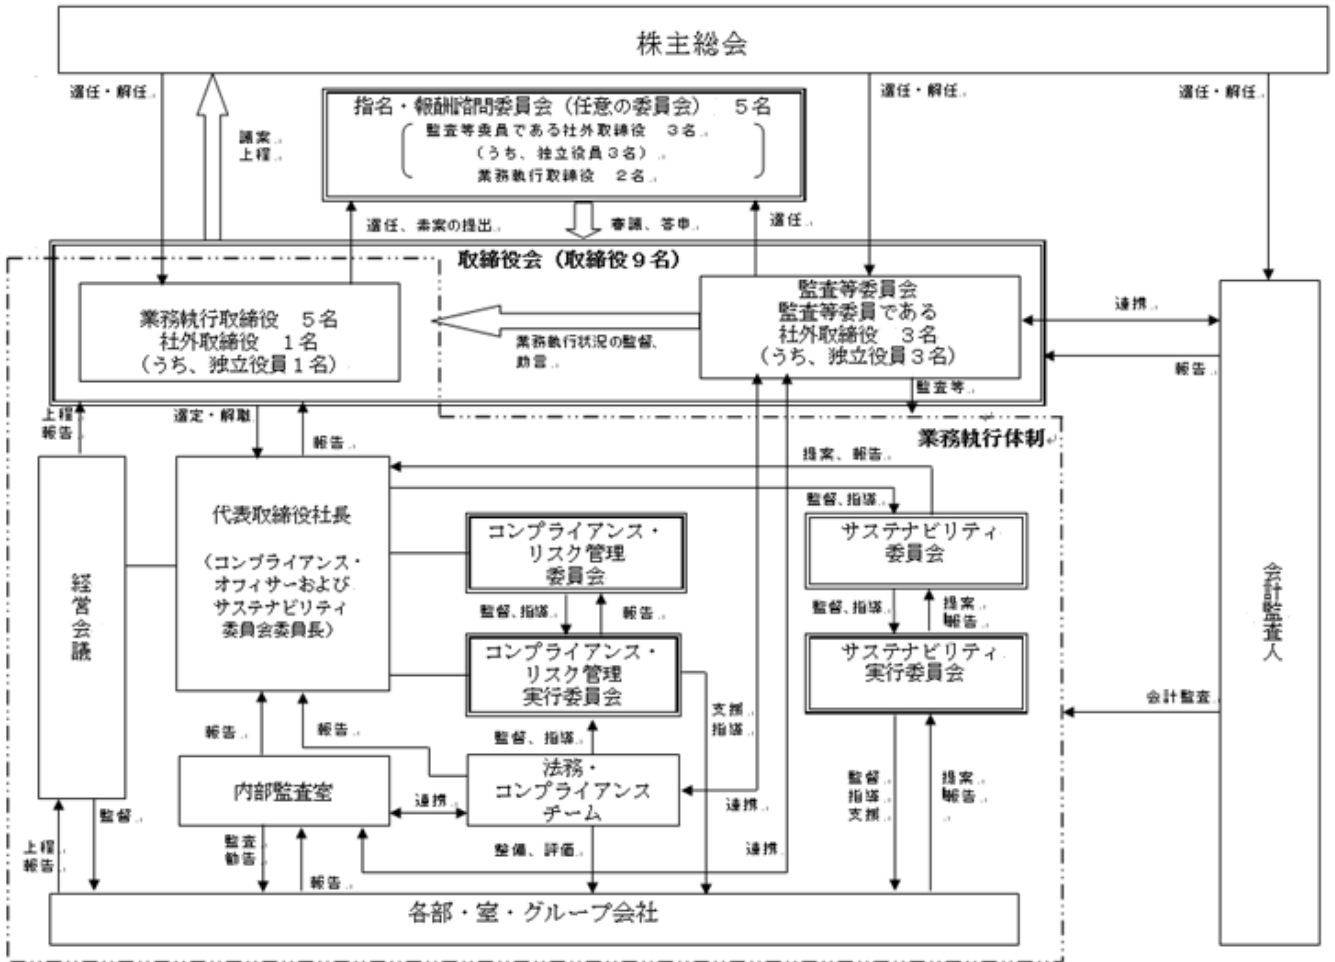 株主総会
選任・解任
議案
上程
指名・報酬諮問委員会（任意の委員会）　５名
監査等委員である社外取締役　３名
（うち、独立役員３名）
業務執行取締役　２名
選任・解任
選任・解任
選任、素案の提出
審議、答申
選任
取締役会（取締役９名）
業務執行取締役　５名
社外取締役　１名
（うち、独立役員１名）
業務執行状況の監督、
助言
監査等委員会
監査等委員である
社外取締役　３名
（うち、独立役員３名）
連携
報告
監査等
上程
報告
選定・解職
報告
業務執行体制
提案、報告
監督、指導
経営会議
代表取締役社長
（コンプライアンス・
オフィサーおよび
サステナビリティ
委員会委員長）
コンプライアンス・
リスク管理
委員会
サステナビリティ
委員会
監督、指導
報告
監督、指導
提案
報告
コンプライアンス・
リスク管理
実行委員会
サステナビリティ
実行委員会
会計監査人
会計監査
報告
報告
監督、指導
支援
指導
内部監査室
連携
法務・
コンプライアンス
チーム
連携
監督
指導
支援
提案
報告
上程
報告
監督
監査
勧告
報告
整備、評価
連携
各部・室・グループ会社